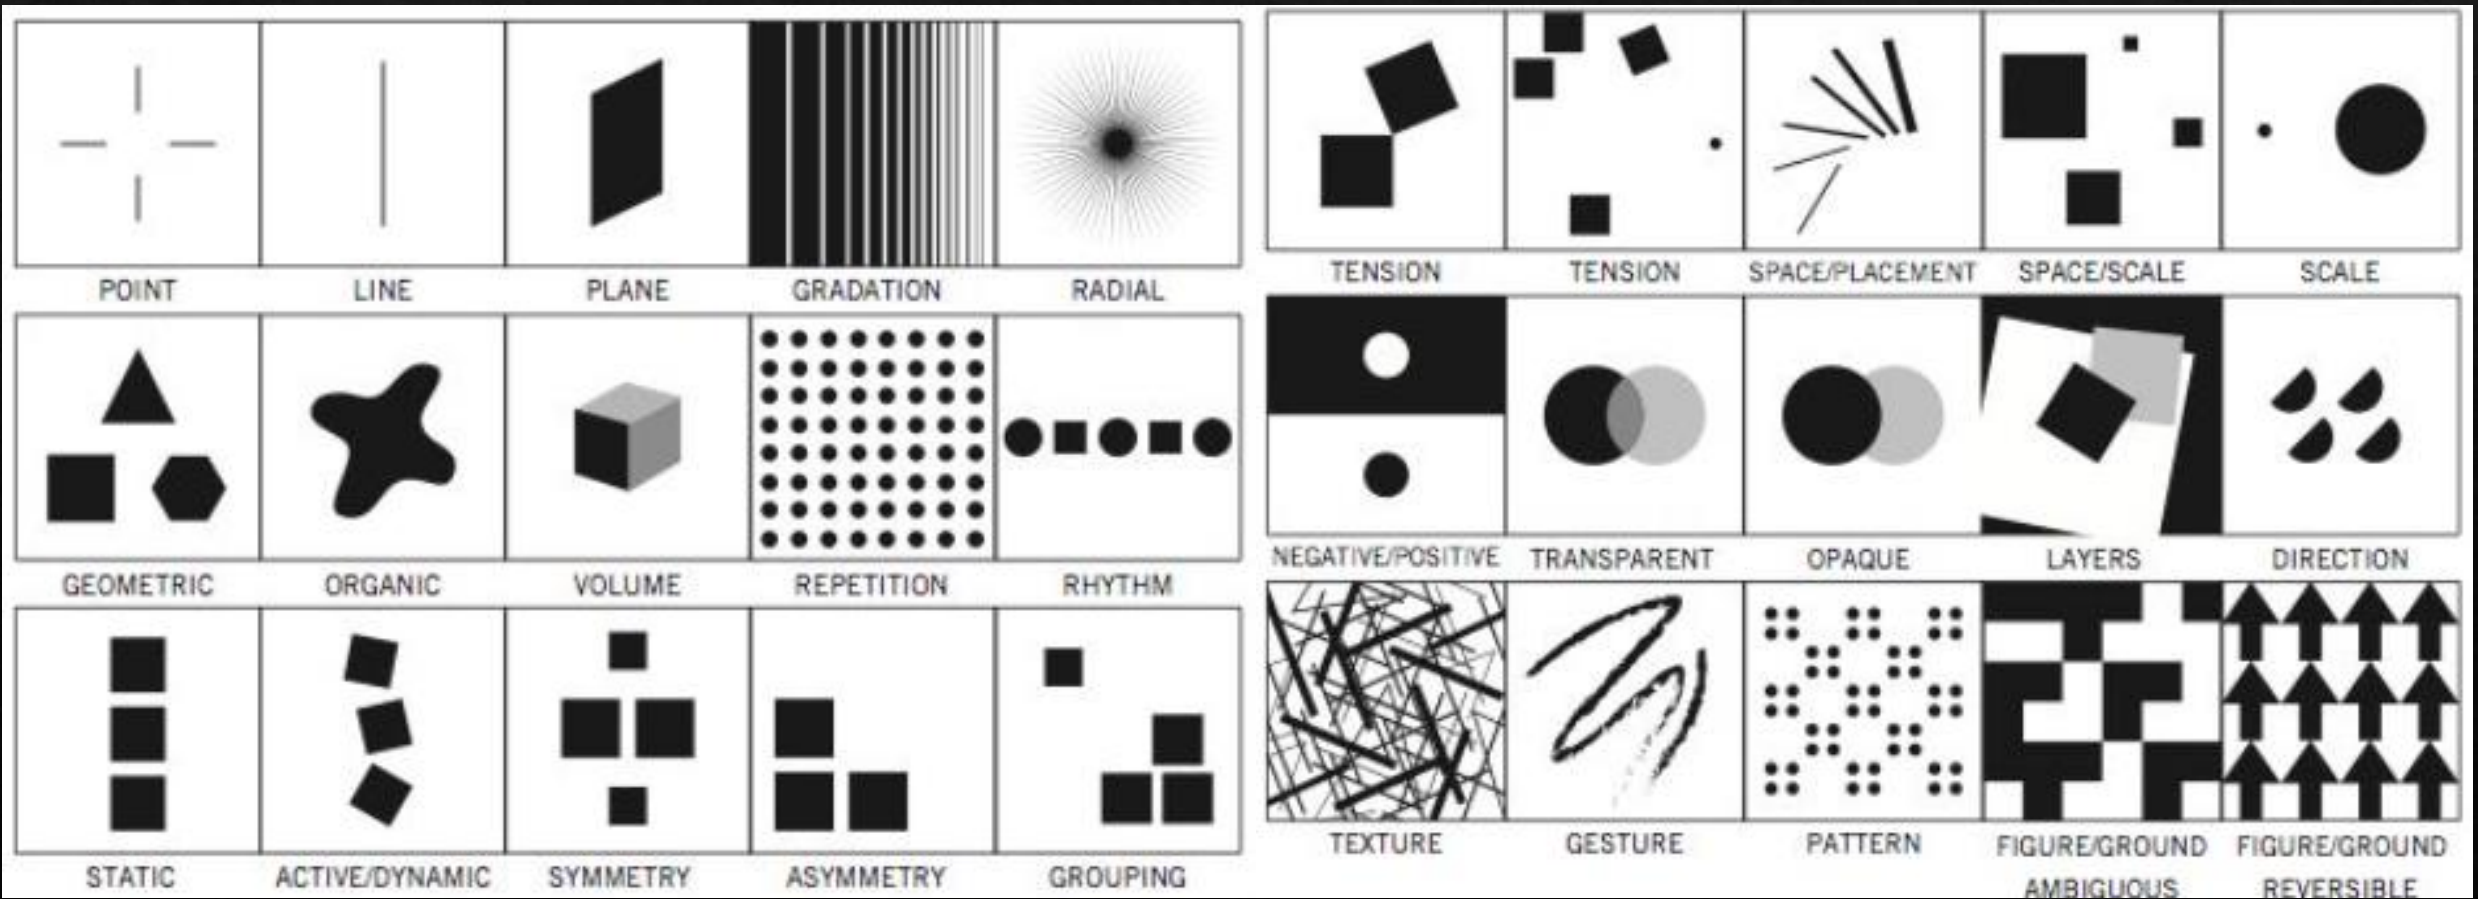 POINT LINE PLANE GRADATION RADIAL
TENSION TENSION SPACE/PLACEMENT SPACE/SCALE SCALE
GEOMETRIC ORGANIC VOLUME REPETITION RHYTHM
NEGATIVE/POSITIVE TRANSPARENT OPAQUE LAYERS DIRECTION
STATIC ACTIVE/DYNAMIC SYMMETRY ASYMMETRY GROUPING
TEXTURE GESTURE PATTERN FIGURE/GROUND FIGURE/GROUND
AMBIGUOUS REVERSIBLE